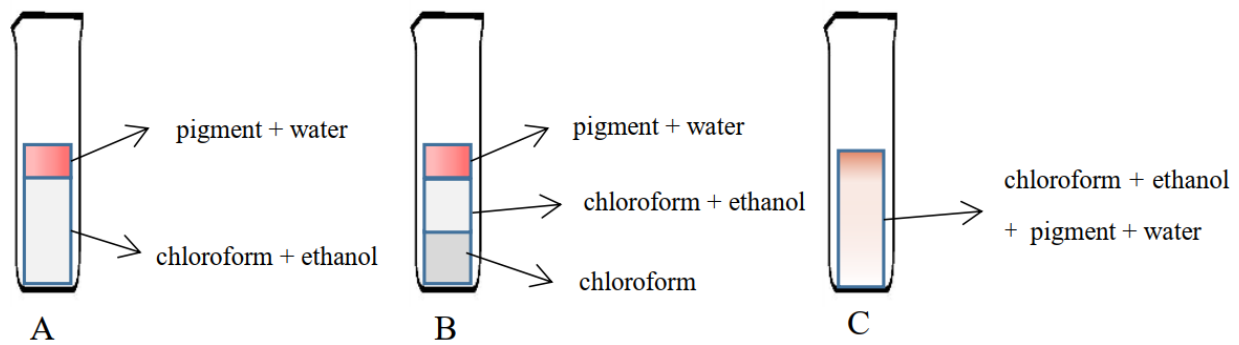 pigment + water
chloroform + ethanol
A
pigment + water
chloroform + ethanol
chloroform
B
chloroform + ethanol
+ pigment + water
C